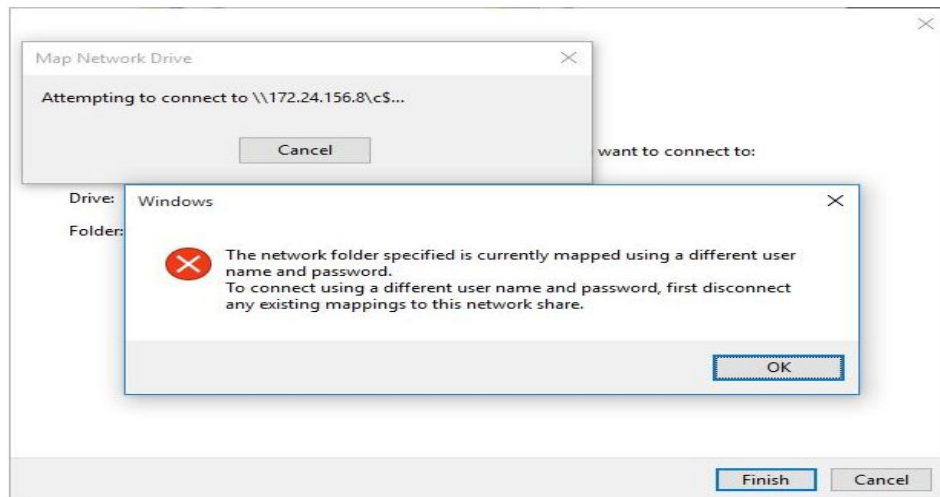 Map Network Drive
Attempting to connect to \\172.24.156.8\c$...
Cancel
want to connect to:
Drive:
Folder:
Windows
The network folder specified is currently mapped using a different user
name and password.
To connect using a different user name and password, first disconnect
any existing mappings to this network share.
OK
Finish
Cancel